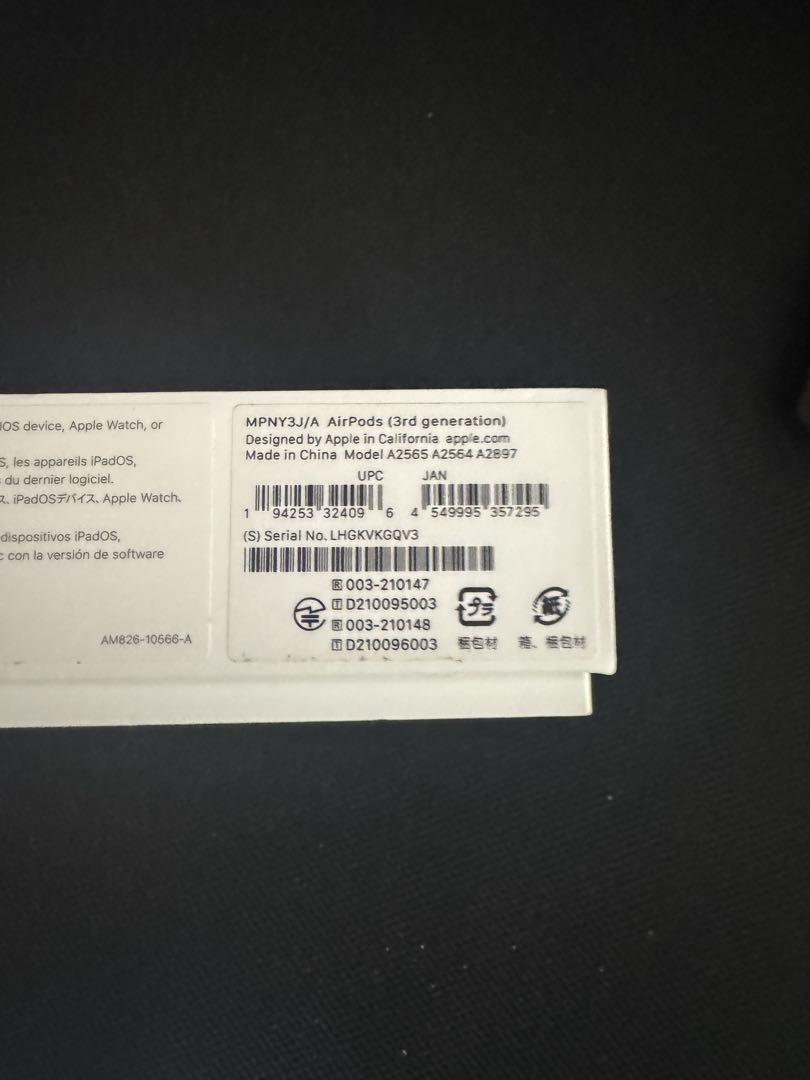 iOS device, Apple Watch, or
S, les appareils iPadOS,
du dernier logiciel.
ス、iPadOSデバイス、Apple Watch、
dispositivos iPadOS,
c con la versión de software
AM826-10566-A
MPNY3J/A AirPods (3rd generation)
Designed by Apple in California apple.com
Made in China Model A2565 A2564 A2897
UPC JAN
1 94253 32409 6 4 549995 357295
(S) Serial No. LHGKVKGQV3
R 003-210147
T D210095003
R 003-210148
T D210096003
プラ
梱包材
紙
箱、梱包材